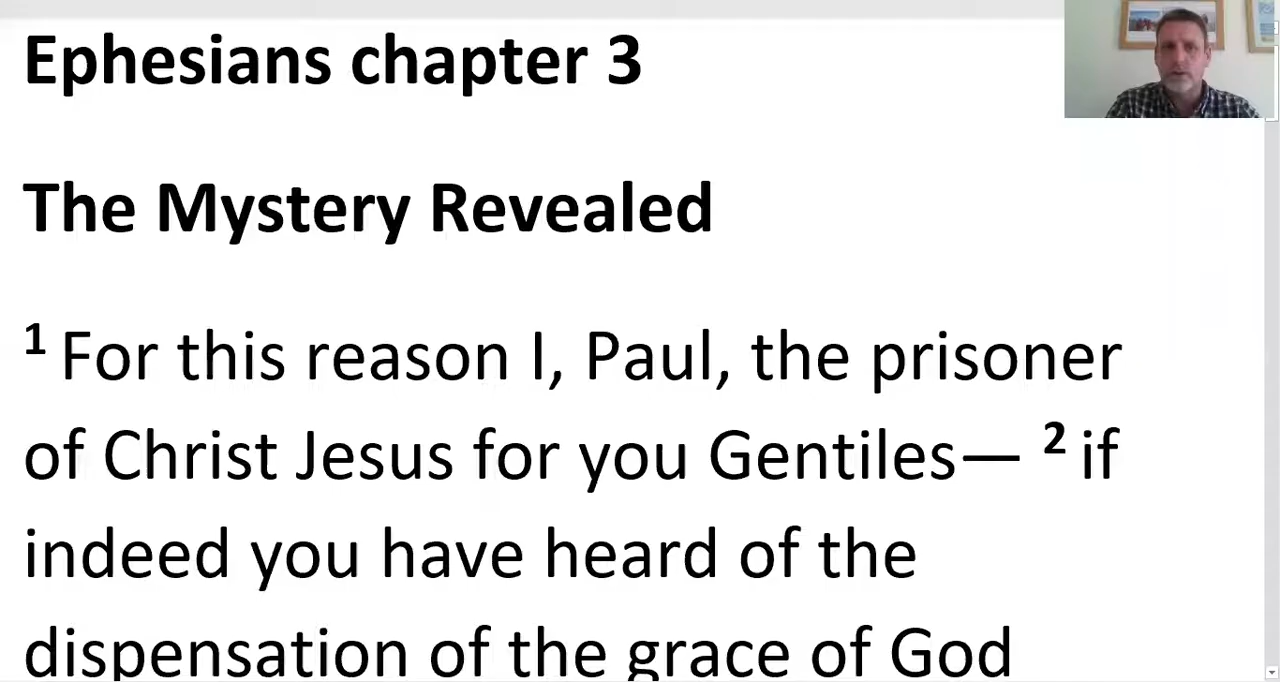 Ephesians chapter 3
The Mystery Revealed
1 For this reason I, Paul, the prisoner
of Christ Jesus for you Gentiles— 2 if
indeed you have heard of the
dispensation of the grace of God